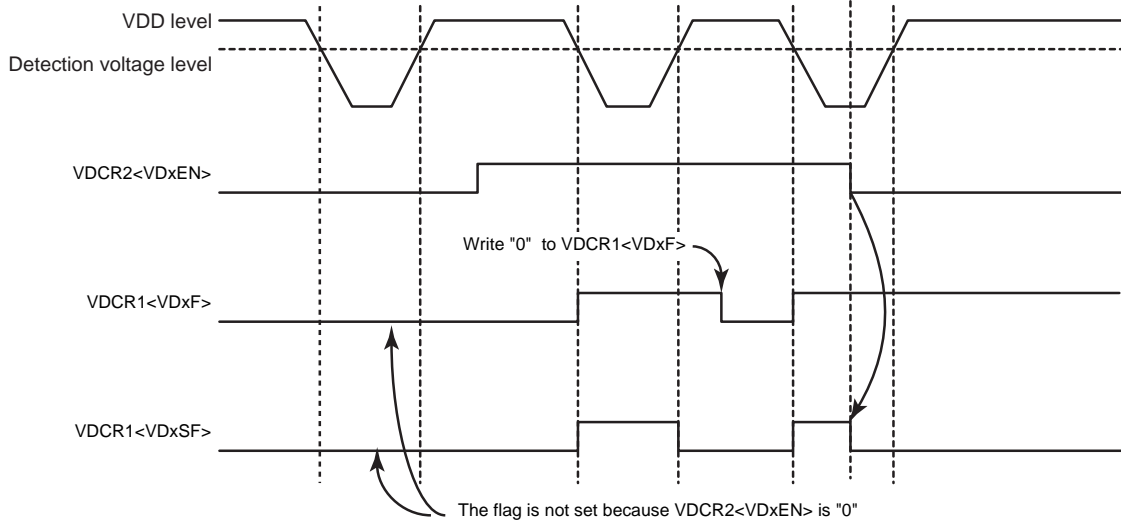 VDD level
Detection voltage level
VDCR2<VDxEN>
Write "0" to VDCR1<VDxF>
VDCR1<VDxF>
VDCR1<VDxSF>
The flag is not set because VDCR2<VDxEN> is "0"